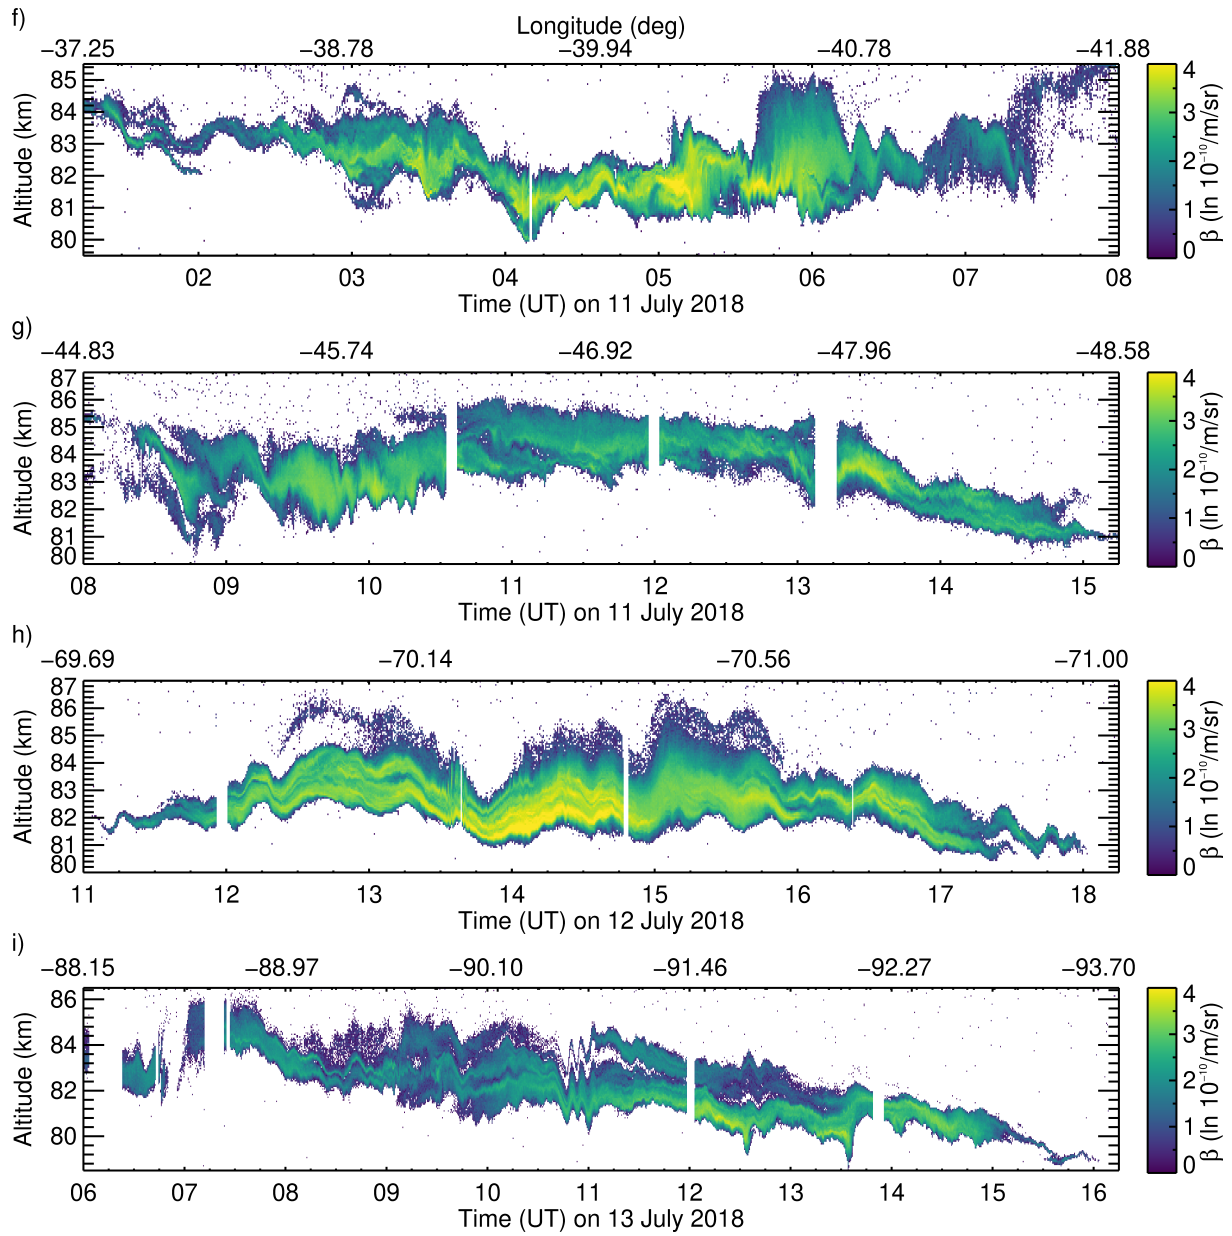 f)
Longitude (deg)
−37.25 −38.78 −39.94 −40.78 −41.88
85
84
83
82
81
80
Altitude (km)
02 03 04 05 06 07 08
Time (UT) on 11 July 2018
4
3
2
1
0
β (ln 10⁻¹⁰/m/sr)
g)
−44.83 −45.74 −46.92 −47.96 −48.58
87
86
85
84
83
82
81
80
Altitude (km)
08 09 10 11 12 13 14 15
Time (UT) on 11 July 2018
4
3
2
1
0
β (ln 10⁻¹⁰/m/sr)
h)
−69.69 −70.14 −70.56 −71.00
87
86
85
84
83
82
81
80
Altitude (km)
11 12 13 14 15 16 17 18
Time (UT) on 12 July 2018
4
3
2
1
0
β (ln 10⁻¹⁰/m/sr)
i)
−88.15 −88.97 −90.10 −91.46 −92.27 −93.70
86
84
82
80
Altitude (km)
06 07 08 09 10 11 12 13 14 15 16
Time (UT) on 13 July 2018
4
3
2
1
0
β (ln 10⁻¹⁰/m/sr)